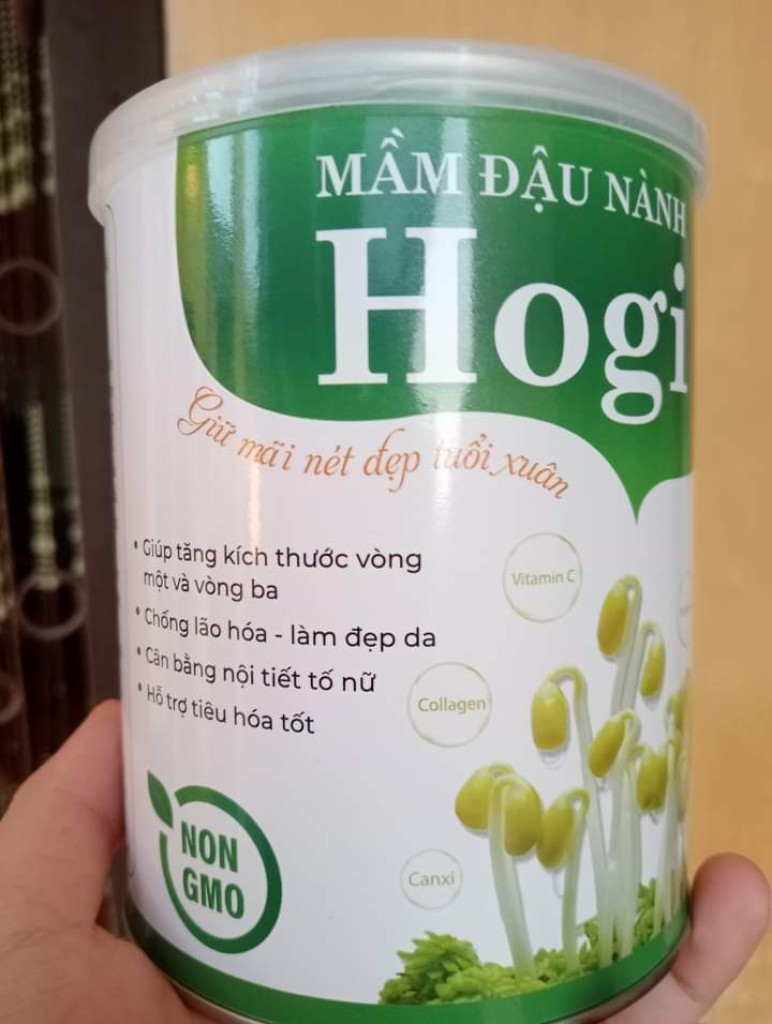 MẦM ĐẬU NÀNH
Hogi
Giữ mãi nét đẹp tuổi xuân
• Giúp tăng kích thước vòng
một và vòng ba
• Chống lão hóa - làm đẹp da
• Cân bằng nội tiết tố nữ
• Hỗ trợ tiêu hóa tốt
Vitamin C
Collagen
Canxi
NON
GMO